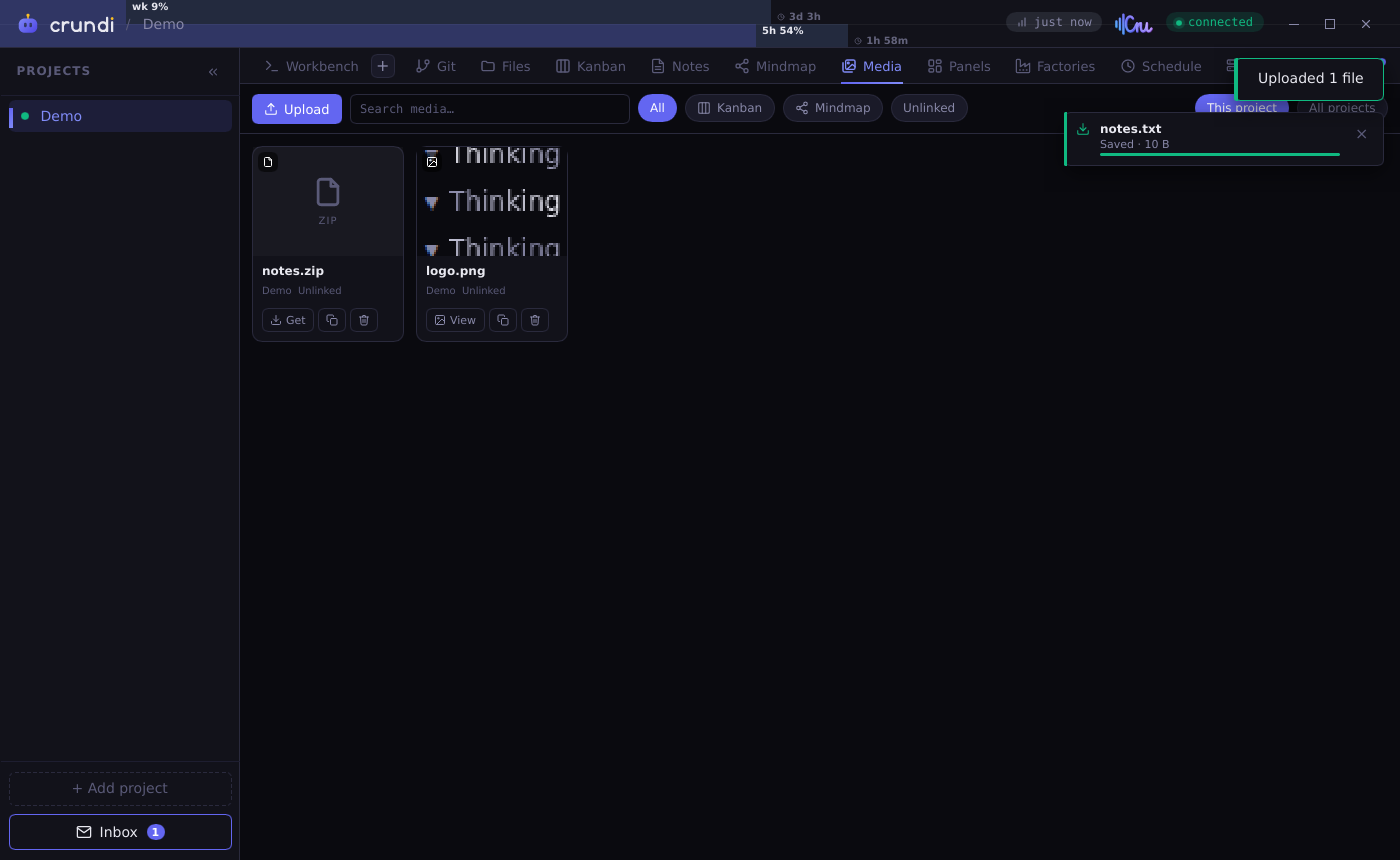 wk 9%
3d 3h
crundi / Demo
5h 54%
1h 58m
just now
Cru
connected
PROJECTS
«
Workbench
+
Git
Files
Kanban
Notes
Mindmap
Media
Panels
Factories
Schedule
Uploaded 1 file
Demo
Upload
Search media…
All
Kanban
Mindmap
Unlinked
This project
All projects
notes.txt
Saved · 10 B
ZIP
Thinking
Thinking
Thinking
notes.zip
Demo Unlinked
Get
logo.png
Demo Unlinked
View
+ Add project
Inbox 1